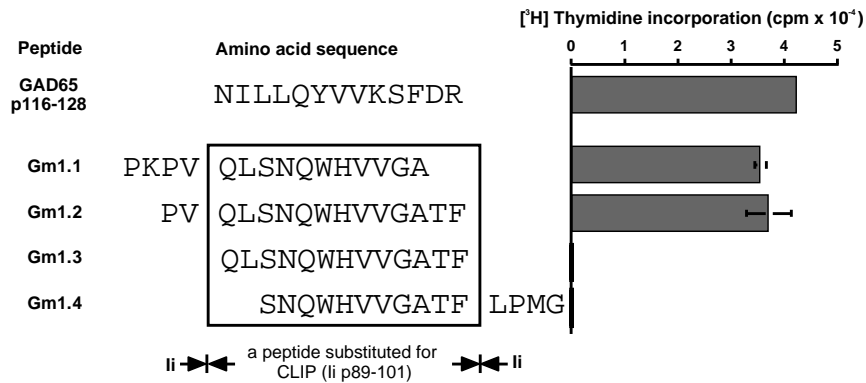 [³H] Thymidine incorporation (cpm x 10⁻⁴)
Peptide Amino acid sequence 0 1 2 3 4 5
GAD65
p116-128 NILLQYVVKSFDR
Gm1.1 PKPV QLSNQWHVVGA
Gm1.2 PV QLSNQWHVVGATF
Gm1.3 QLSNQWHVVGATF
Gm1.4 SNQWHVVGATF LPMG
Ii a peptide substituted for Ii
CLIP (Ii p89-101)